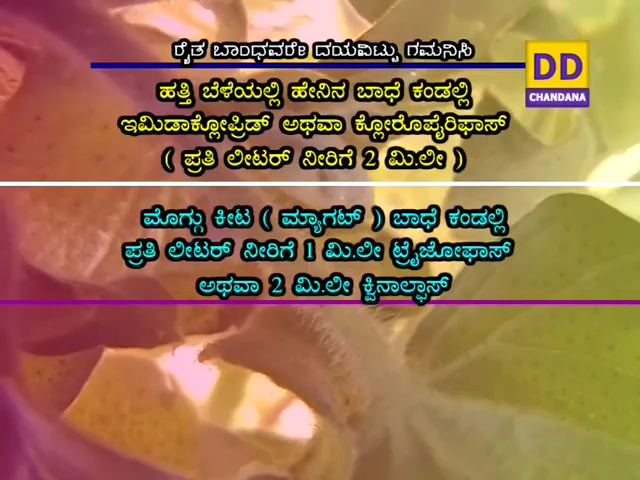 ರೈತ ಬಾಂಧವರೇ ದಯವಿಟ್ಟು ಗಮನಿಸಿ
DD
CHANDANA
ಹತ್ತಿ ಬೆಳೆಯಲ್ಲಿ ಹೇನಿನ ಬಾಧೆ ಕಂಡಲ್ಲಿ
ಇಮಿಡಾಕ್ಲೋಪ್ರಿಡ್ ಅಥವಾ ಕ್ಲೋರೊಪೈರಿಫಾಸ್
( ಪ್ರತಿ ಲೀಟರ್ ನೀರಿಗೆ 2 ಮಿ.ಲೀ )
ಮೊಗ್ಗು ಕೀಟ ( ಮ್ಯಾಗಟ್ ) ಬಾಧೆ ಕಂಡಲ್ಲಿ
ಪ್ರತಿ ಲೀಟರ್ ನೀರಿಗೆ 1 ಮಿ.ಲೀ ಟ್ರೈಜೋಫಾಸ್
ಅಥವಾ 2 ಮಿ.ಲೀ ಕ್ವಿನಾಲ್ಫಾಸ್